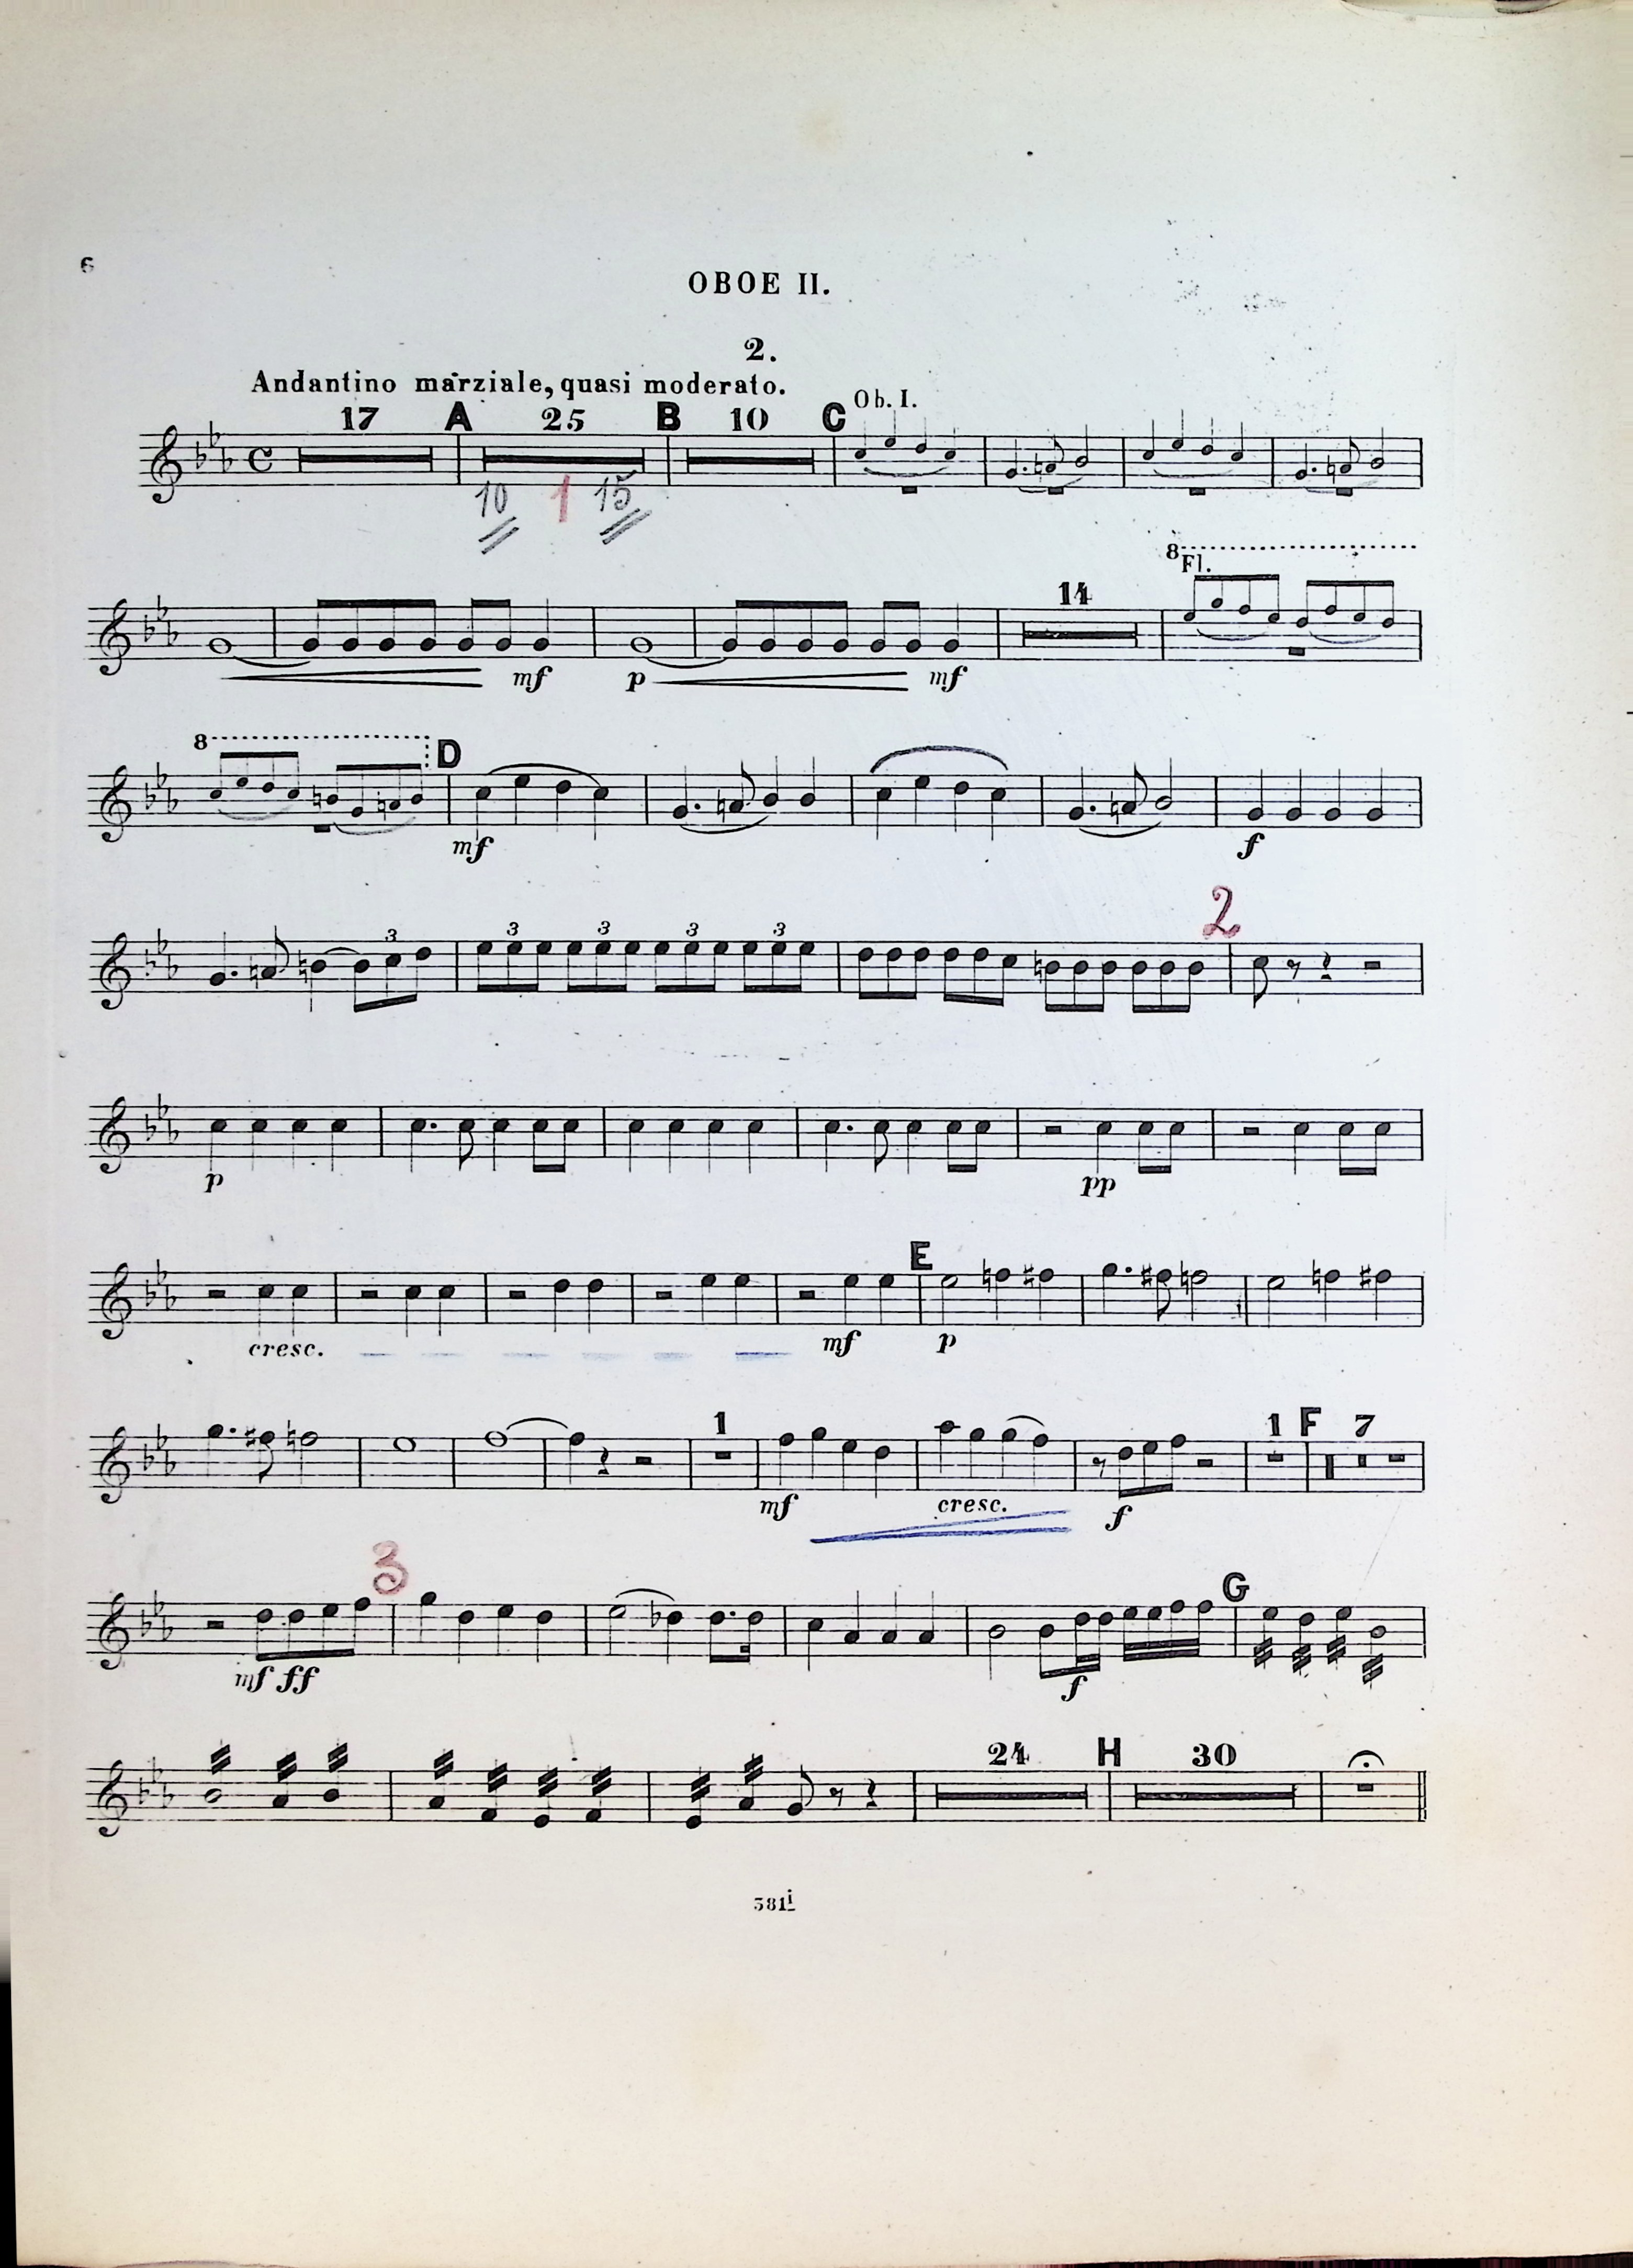 6
OBOE II.
2.
Andantino marziale, quasi moderato.
17 A 25 B 10 C Ob. I.
10 1 15
8 Fl.
14
mf p mf
8 D
mf f
2
3 3 3 3 3
p pp
E
cresc. mf p
1 1 F 7
mf cresc. f
3 G
mf ff f
24 H 30
381i